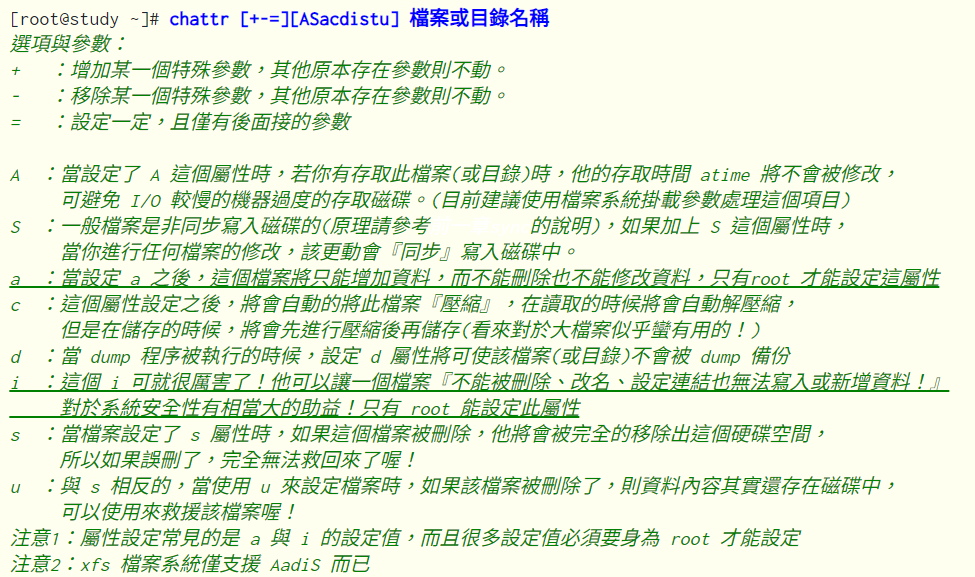 [root@study ~]# chattr [+-=][ASacdistu] 檔案或目錄名稱
選項與參數：
+ ：增加某一個特殊參數，其他原本存在參數則不動。
- ：移除某一個特殊參數，其他原本存在參數則不動。
= ：設定一定，且僅有後面接的參數
A ：當設定了 A 這個屬性時，若你有存取此檔案(或目錄)時，他的存取時間 atime 將不會被修改，
可避免 I/O 較慢的機器過度的存取磁碟。(目前建議使用檔案系統掛載參數處理這個項目)
S ：一般檔案是非同步寫入磁碟的(原理請參考 的說明)，如果加上 S 這個屬性時，
當你進行任何檔案的修改，該更動會『同步』寫入磁碟中。
a ：當設定 a 之後，這個檔案將只能增加資料，而不能刪除也不能修改資料，只有root 才能設定這屬性
c ：這個屬性設定之後，將會自動的將此檔案『壓縮』，在讀取的時候將會自動解壓縮，
但是在儲存的時候，將會先進行壓縮後再儲存(看來對於大檔案似乎蠻有用的！)
d ：當 dump 程序被執行的時候，設定 d 屬性將可使該檔案(或目錄)不會被 dump 備份
i ：這個 i 可就很厲害了！他可以讓一個檔案『不能被刪除、改名、設定連結也無法寫入或新增資料！』
對於系統安全性有相當大的助益！只有 root 能設定此屬性
s ：當檔案設定了 s 屬性時，如果這個檔案被刪除，他將會被完全的移除出這個硬碟空間，
所以如果誤刪了，完全無法救回來了喔！
u ：與 s 相反的，當使用 u 來設定檔案時，如果該檔案被刪除了，則資料內容其實還存在磁碟中，
可以使用來救援該檔案喔！
注意1：屬性設定常見的是 a 與 i 的設定值，而且很多設定值必須要身為 root 才能設定
注意2：xfs 檔案系統僅支援 AadiS 而已